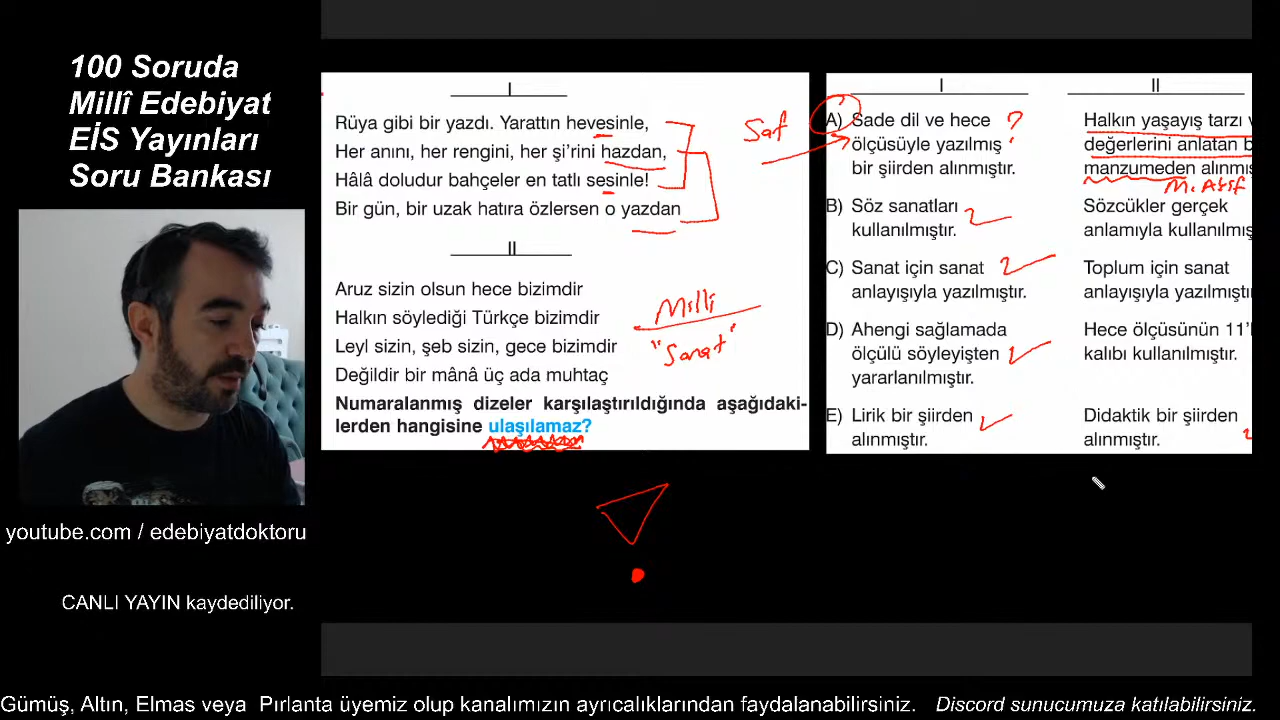 100 Soruda
Millî Edebiyat
EİS Yayınları
Soru Bankası
youtube.com / edebiyatdoktoru
CANLI YAYIN kaydediliyor.
I
Rüya gibi bir yazdı. Yarattın hevesinle,
Her anını, her rengini, her şi'rini hazdan,
Hâlâ doludur bahçeler en tatlı sesinle!
Bir gün, bir uzak hatıra özlersen o yazdan
II
Aruz sizin olsun hece bizimdir
Halkın söylediği Türkçe bizimdir
Leyl sizin, şeb sizin, gece bizimdir
Değildir bir mânâ üç ada muhtaç
Numaralanmış dizeler karşılaştırıldığında aşağıdaki-
lerden hangisine ulaşılamaz?
Saf
Milli
"Sanat"
I
A) Sade dil ve hece ?
ölçüsüyle yazılmış
bir şiirden alınmıştır.
B) Söz sanatları
kullanılmıştır.
C) Sanat için sanat
anlayışıyla yazılmıştır.
D) Ahengi sağlamada
ölçülü söyleyişten
yararlanılmıştır.
E) Lirik bir şiirden
alınmıştır.
II
Halkın yaşayış tarzı
değerlerini anlatan
manzumeden
M. Akif
Sözcükler gerçek
anlamıyla
Toplum için sanat
anlayışıyla
Hece ölçüsünün
kalıbı kullanılmıştır.
Didaktik bir şiirden
alınmıştır.
Gümüş, Altın, Elmas veya Pırlanta üyemiz olup kanalımızın ayrıcalıklarından faydalanabilirsiniz. Discord sunucumuza katılabilirsiniz.